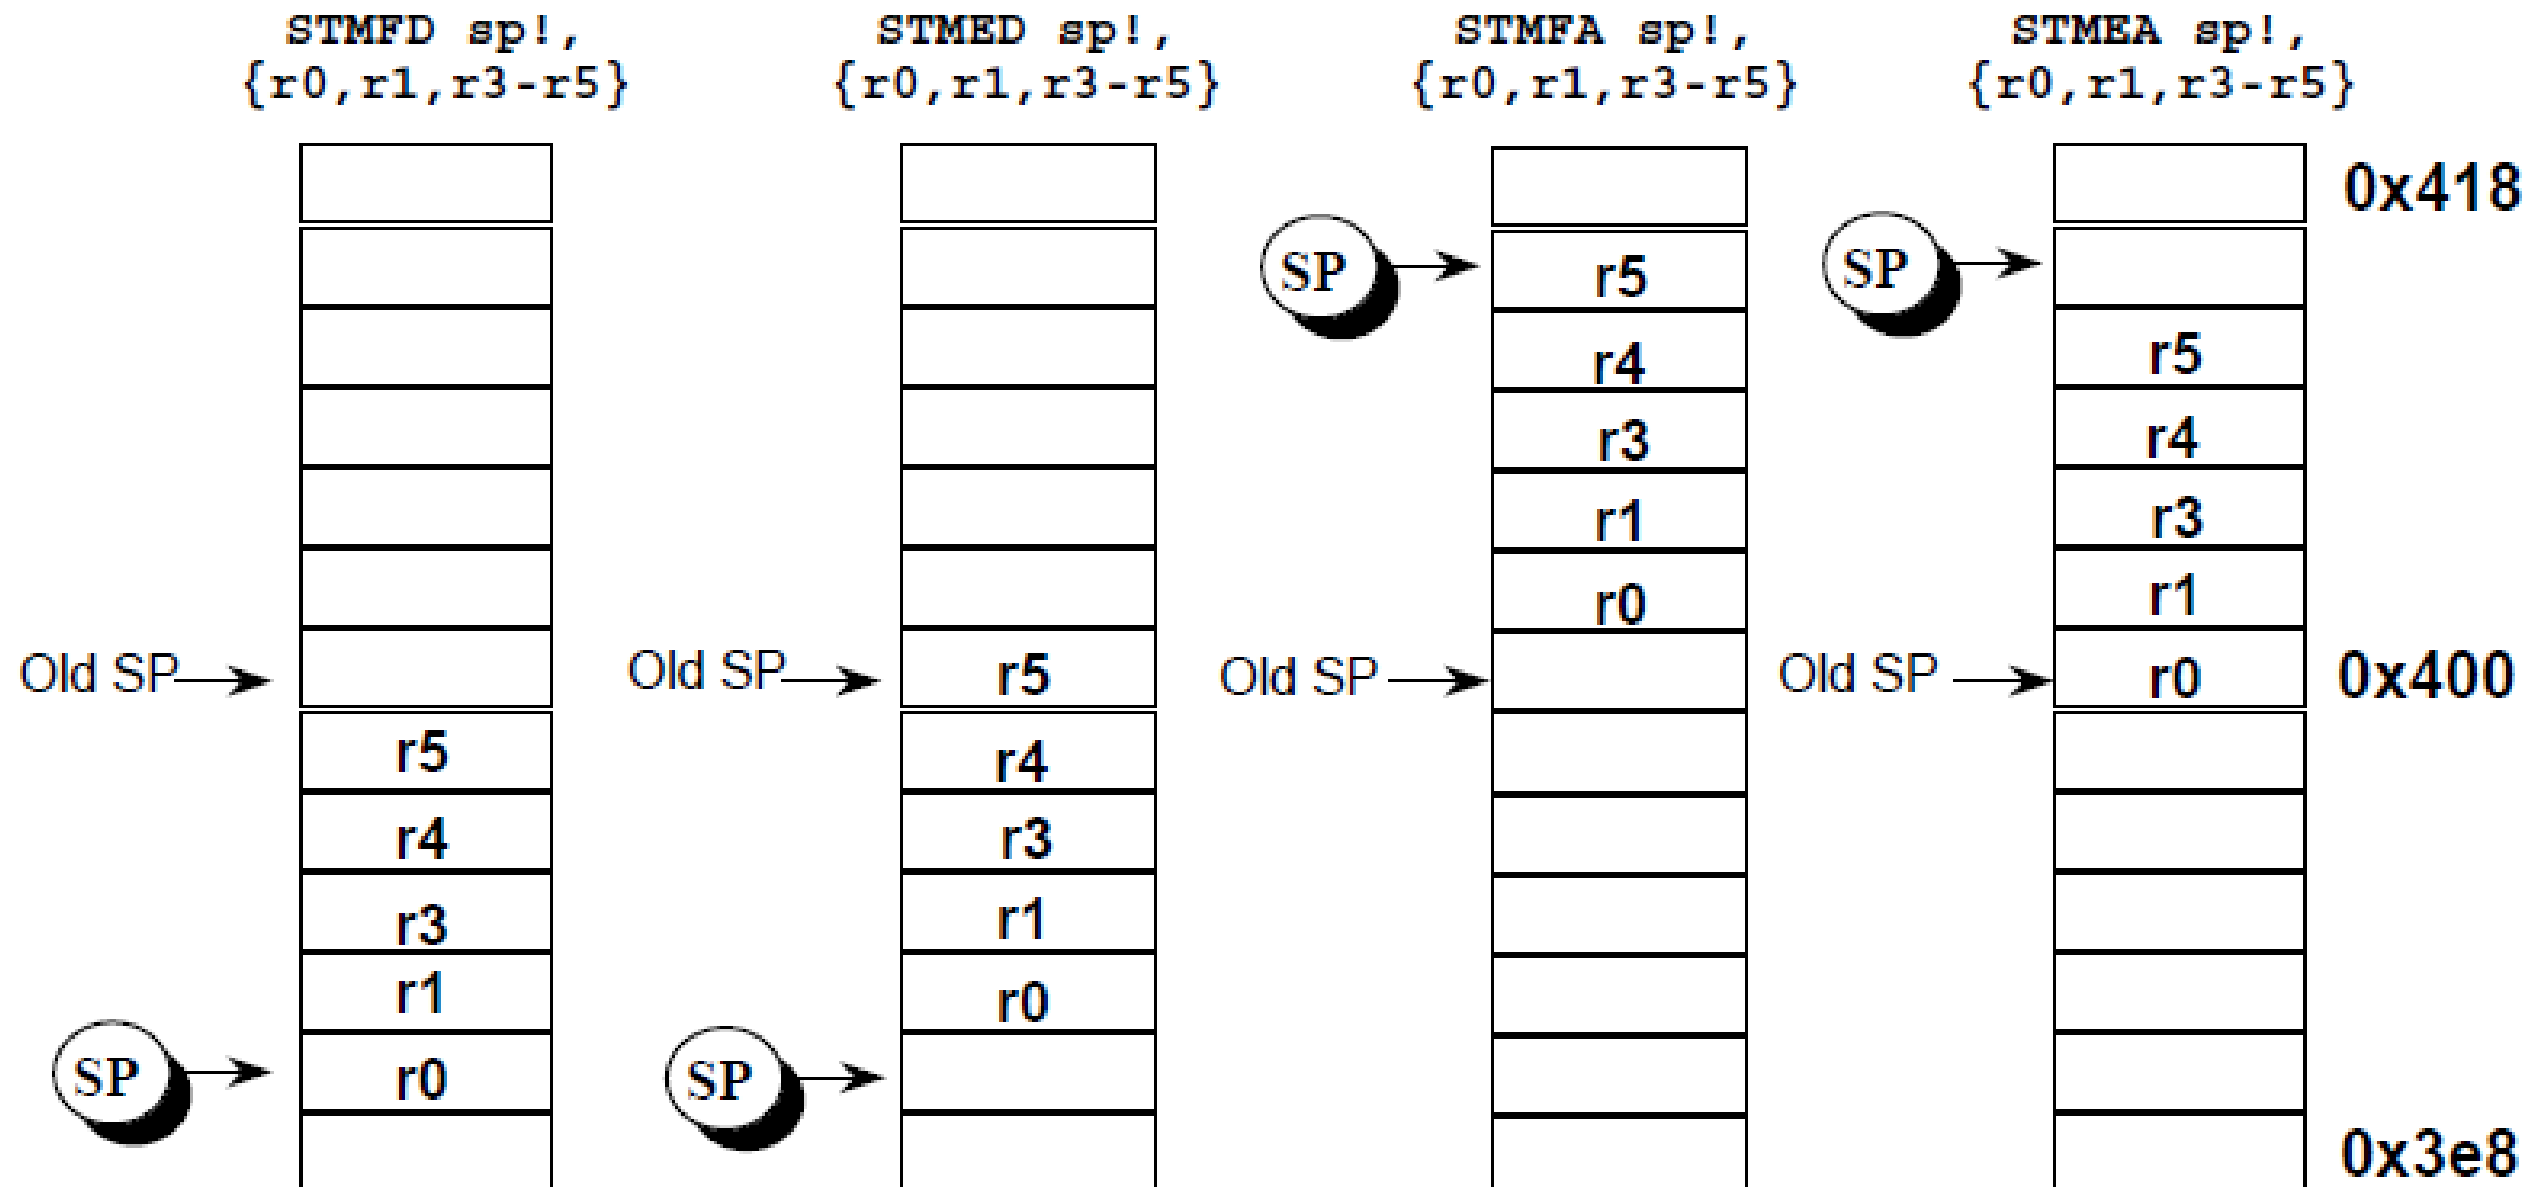 STMFD sp!,
{r0,r1,r3-r5}
Old SP
r5
r4
r3
r1
SP
r0
STMED sp!,
{r0,r1,r3-r5}
Old SP
r5
r4
r3
r1
r0
SP
STMFA sp!,
{r0,r1,r3-r5}
SP
r5
r4
r3
r1
r0
Old SP
STMEA sp!,
{r0,r1,r3-r5}
0x418
SP
r5
r4
r3
r1
Old SP
r0
0x400
0x3e8